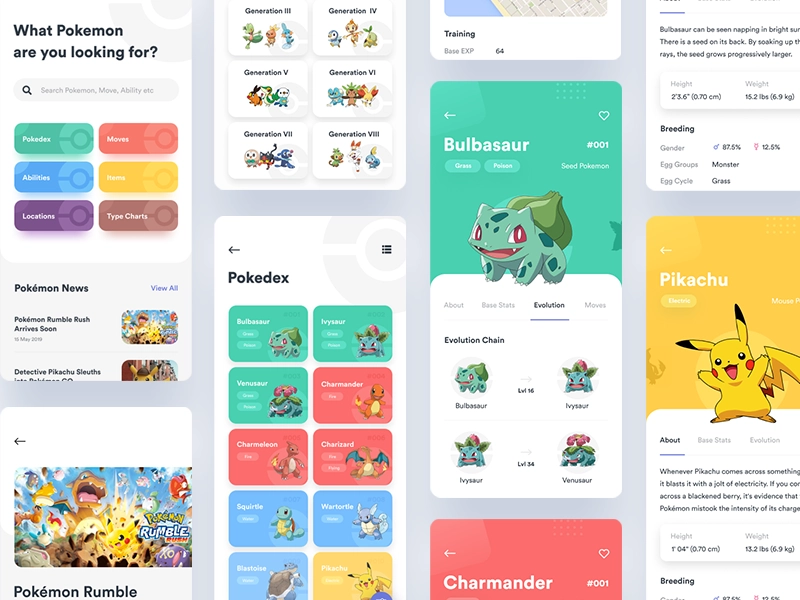 What Pokemon
are you looking for?
Search Pokemon, Move, Ability etc
Pokedex
Moves
Abilities
Items
Locations
Type Charts
Pokémon News
View All
Pokémon Rumble Rush
Arrives Soon
15 May 2019
Detective Pikachu Sleuths
into Pokémon GO
POKÉMON
RUMBLE
RUSH
Pokémon Rumble
Generation III
Generation IV
Generation V
Generation VI
Generation VII
Generation VIII
Pokedex
Bulbasaur
Grass
Poison
Ivysaur
Grass
Poison
Venusaur
Grass
Poison
Charmander
Fire
Charmeleon
Fire
Charizard
Fire
Flying
Squirtle
Water
Wartortle
Water
Blastoise
Water
Pikachu
Training
Base EXP 64
Bulbasaur
#001
Grass
Poison
Seed Pokemon
About
Base Stats
Evolution
Moves
Evolution Chain
Lvl 16
Bulbasaur
Ivysaur
Lvl 34
Ivysaur
Venusaur
Charmander
#001
Bulbasaur can be seen napping in bright sun
There is a seed on its back. By soaking up th
rays, the seed grows progressively larger.
Height
Weight
2'3.6" (0.70 cm)
15.2 lbs (6.9 kg)
Breeding
Gender 87.5% 12.5%
Egg Groups Monster
Egg Cycle Grass
Pikachu
Electric
Mouse P
About
Base Stats
Evolution
Whenever Pikachu comes across something
it blasts it with a jolt of electricity. If you com
across a blackened berry, it's evidence that
Pokémon mistook the intensity of its charge
Height
Weight
1' 04" (0.70 cm)
13.2 lbs (6.9 kg)
Breeding
87.5% 12.5%